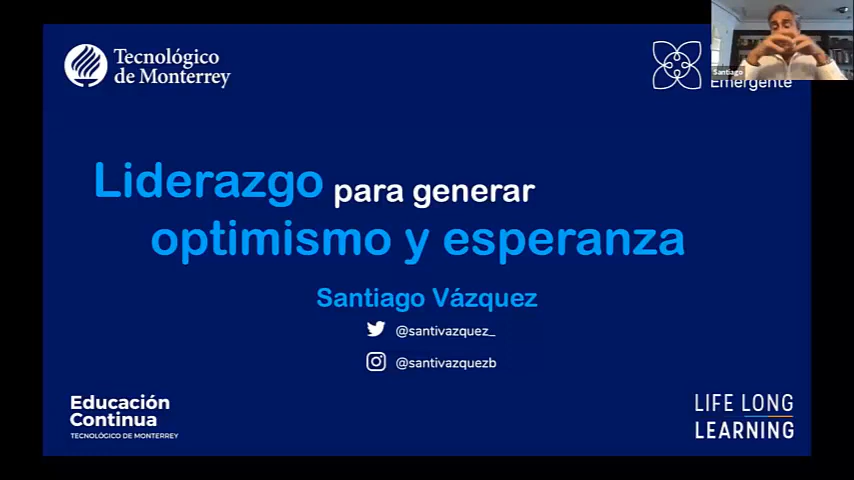 Tecnológico
de Monterrey
Santiago
Emergente
Liderazgo para generar
optimismo y esperanza
Santiago Vázquez
@santivazquez_
@santivazquezb
Educación
Continua
TECNOLÓGICO DE MONTERREY
LIFE LONG
LEARNING